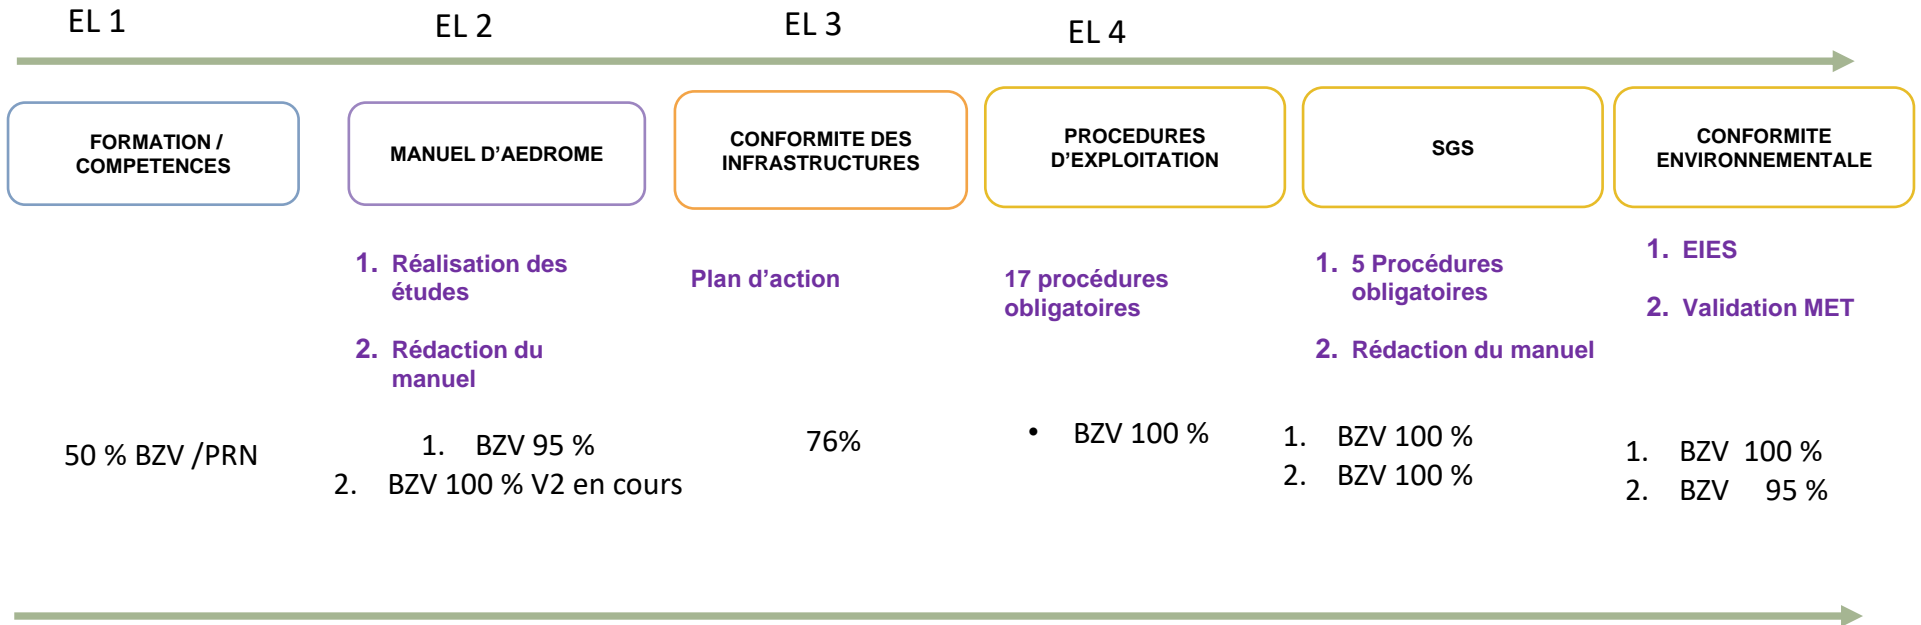 EL 1
EL 2
EL 3
EL 4
FORMATION /
COMPETENCES
MANUEL D’AEDROME
CONFORMITE DES
INFRASTRUCTURES
PROCEDURES
D’EXPLOITATION
SGS
CONFORMITE
ENVIRONNEMENTALE
1. Réalisation des
études
2. Rédaction du
manuel
Plan d’action
17 procédures
obligatoires
1. 5 Procédures
obligatoires
2. Rédaction du manuel
1. EIES
2. Validation MET
50 % BZV /PRN
1. BZV 95 %
2. BZV 100 % V2 en cours
76%
• BZV 100 %
1. BZV 100 %
2. BZV 100 %
1. BZV 100 %
2. BZV 95 %